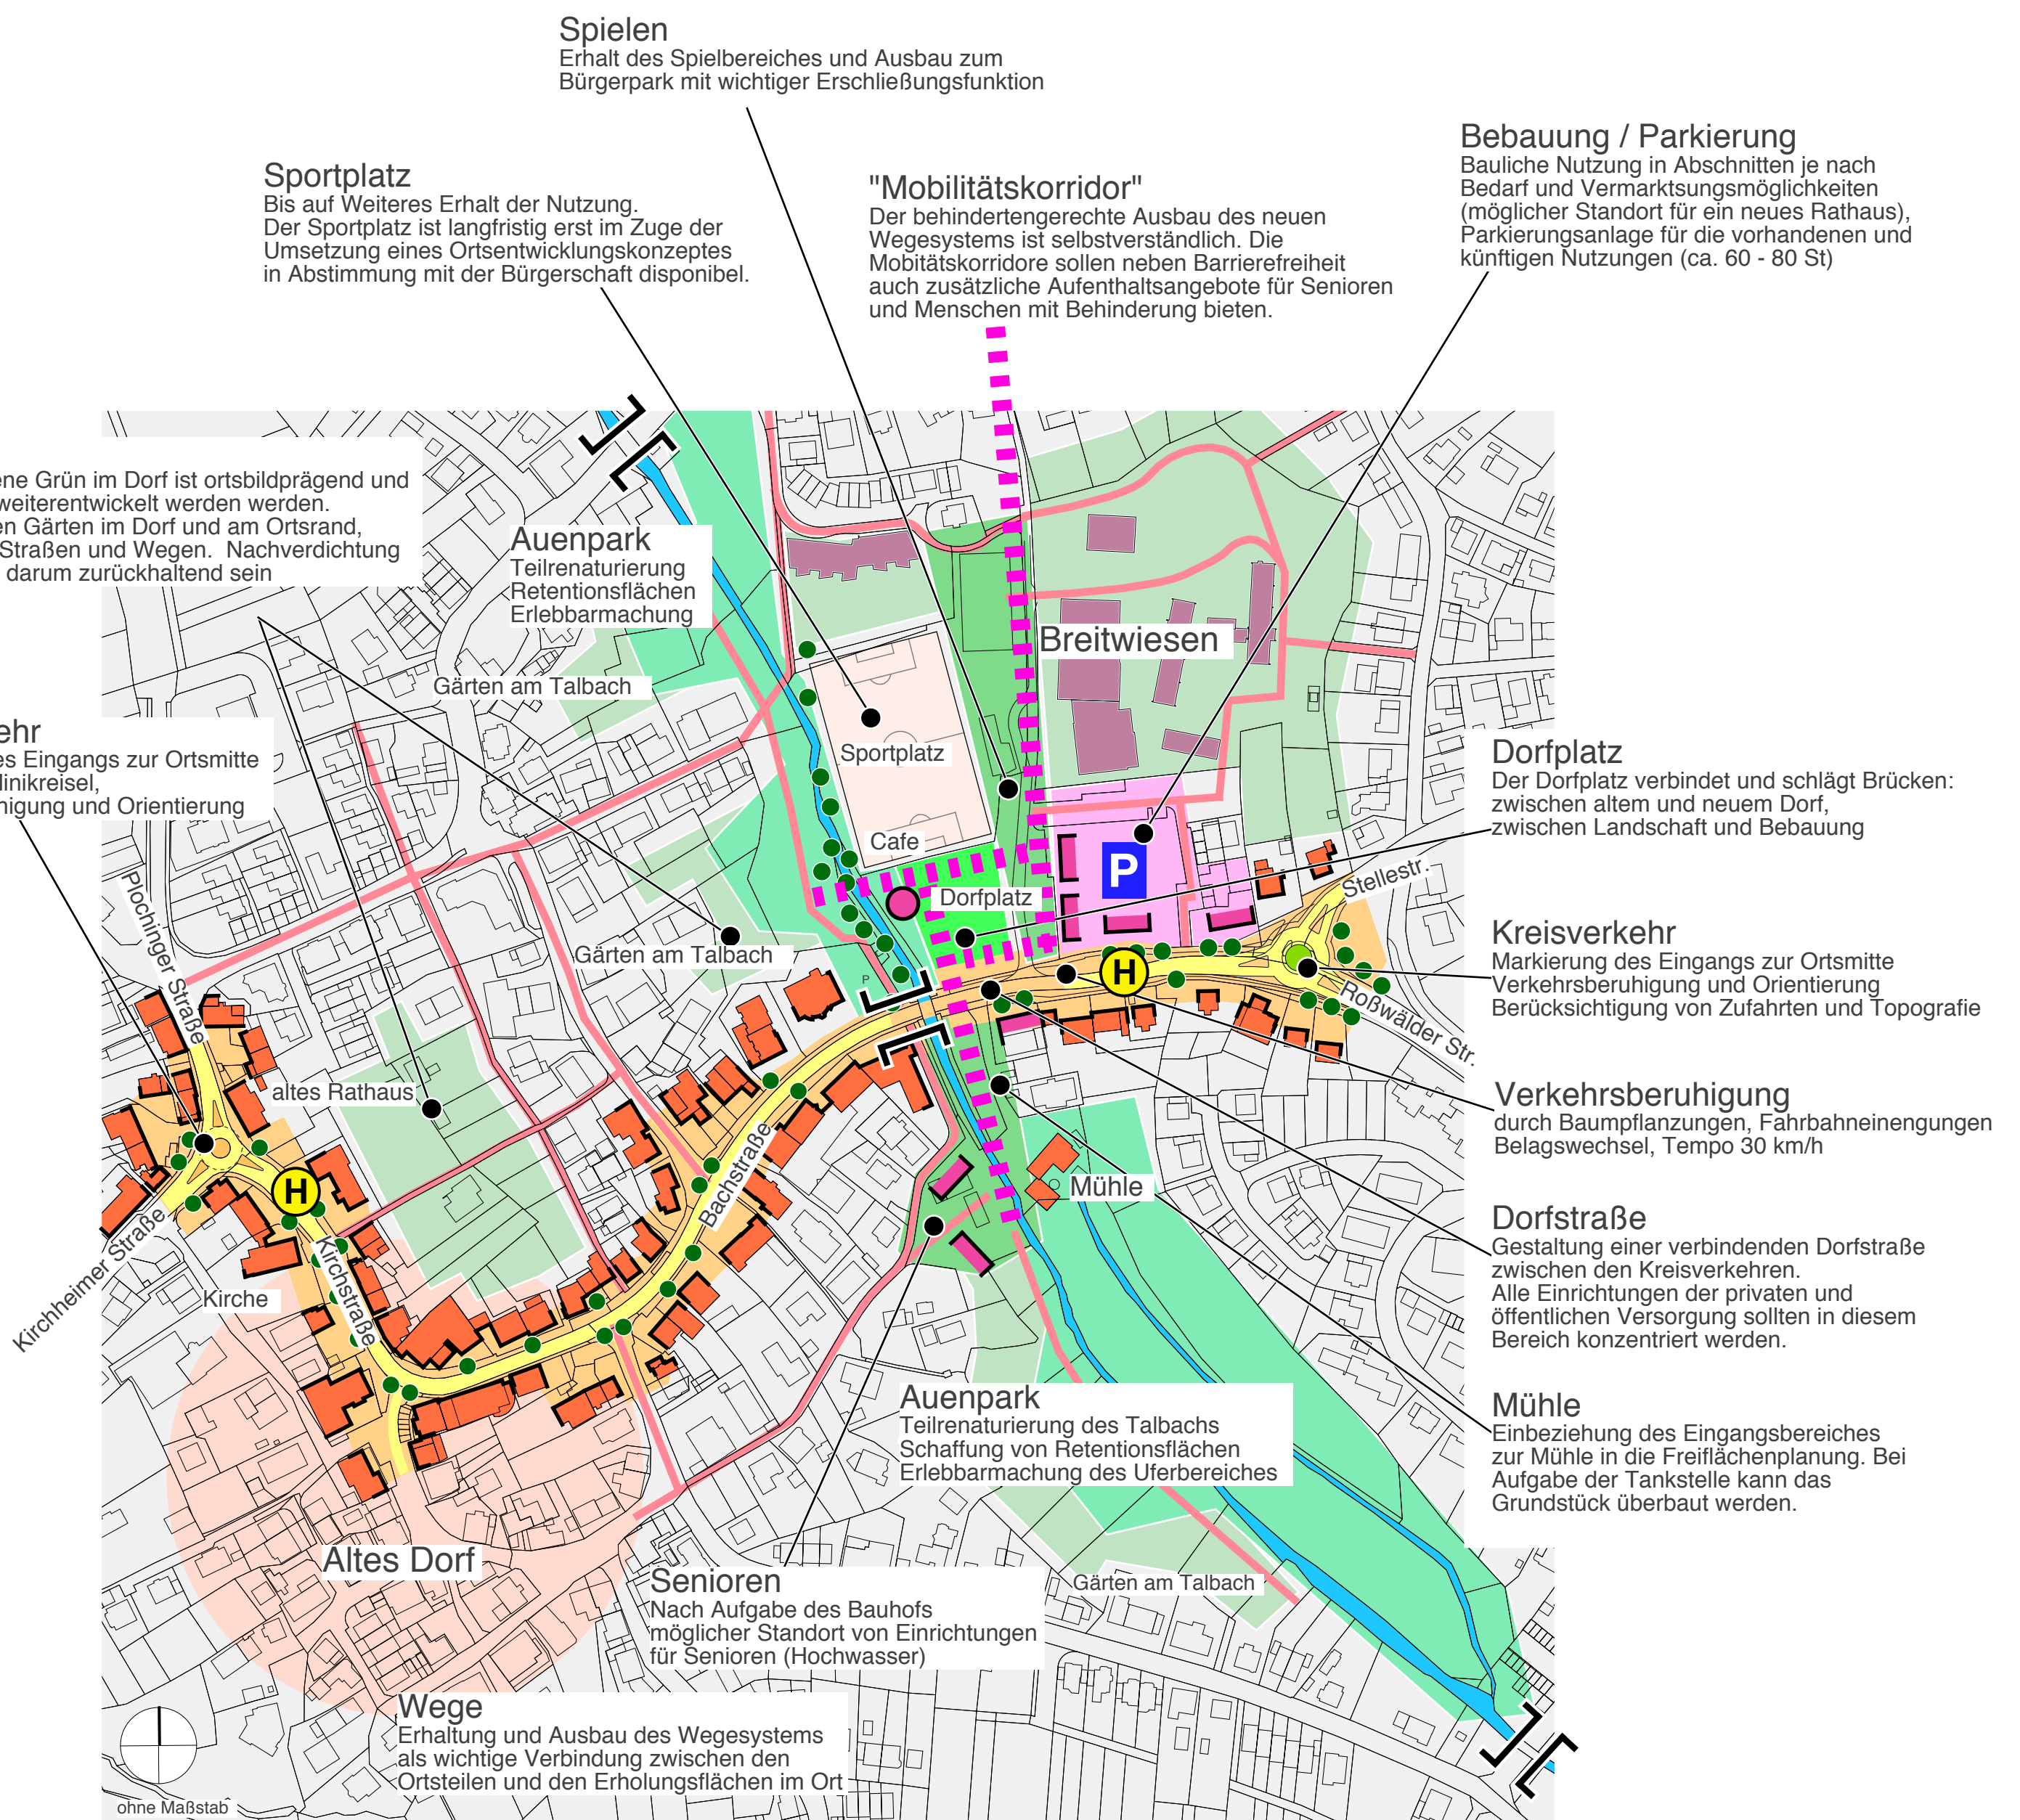 Spielen
Erhalt des Spielbereiches und Ausbau zum
Bürgerpark mit wichtiger Erschließungsfunktion
Bebauung / Parkierung
Bauliche Nutzung in Abschnitten je nach
Bedarf und Vermarktsungsmöglichkeiten
(möglicher Standort für ein neues Rathaus),
Parkierungsanlage für die vorhandenen und
künftigen Nutzungen (ca. 60 - 80 St)
Sportplatz
Bis auf Weiteres Erhalt der Nutzung.
Der Sportplatz ist langfristig erst im Zuge der
Umsetzung eines Ortsentwicklungskonzeptes
in Abstimmung mit der Bürgerschaft disponibel.
"Mobilitätskorridor"
Der behindertengerechte Ausbau des neuen
Wegesystems ist selbstverständlich. Die
Mobitätskorridore sollen neben Barrierefreiheit
auch zusätzliche Aufenthaltsangebote für Senioren
und Menschen mit Behinderung bieten.
ene Grün im Dorf ist ortsbildprägend und
weiterentwickelt werden werden.
en Gärten im Dorf und am Ortsrand,
Straßen und Wegen. Nachverdichtung
darum zurückhaltend sein
Auenpark
Teilrenaturierung
Retentionsflächen
Erlebbarmachung
Breitwiesen
Gärten am Talbach
ehr
es Eingangs zur Ortsmitte
linikreisel,
nigung und Orientierung
Sportplatz
Dorfplatz
Der Dorfplatz verbindet und schlägt Brücken:
zwischen altem und neuem Dorf,
zwischen Landschaft und Bebauung
Cafe
P
Dorfplatz
Stellestr.
Plochinger Straße
Gärten am Talbach
P
H
Kreisverkehr
Markierung des Eingangs zur Ortsmitte
Verkehrsberuhigung und Orientierung
Berücksichtigung von Zufahrten und Topografie
Roßwälder Str.
altes Rathaus
Verkehrsberuhigung
durch Baumpflanzungen, Fahrbahneinengungen
Belagswechsel, Tempo 30 km/h
H
Bachstraße
Mühle
Kirchheimer Straße
Kirchstraße
Kirche
Dorfstraße
Gestaltung einer verbindenden Dorfstraße
zwischen den Kreisverkehren.
Alle Einrichtungen der privaten und
öffentlichen Versorgung sollten in diesem
Bereich konzentriert werden.
Auenpark
Teilrenaturierung des Talbachs
Schaffung von Retentionsflächen
Erlebbarmachung des Uferbereiches
Mühle
Einbeziehung des Eingangsbereiches
zur Mühle in die Freiflächenplanung. Bei
Aufgabe der Tankstelle kann das
Grundstück überbaut werden.
Altes Dorf
Senioren
Nach Aufgabe des Bauhofs
möglicher Standort von Einrichtungen
für Senioren (Hochwasser)
Gärten am Talbach
Wege
Erhaltung und Ausbau des Wegesystems
als wichtige Verbindung zwischen den
Ortsteilen und den Erholungsflächen im Ort
ohne Maßstab